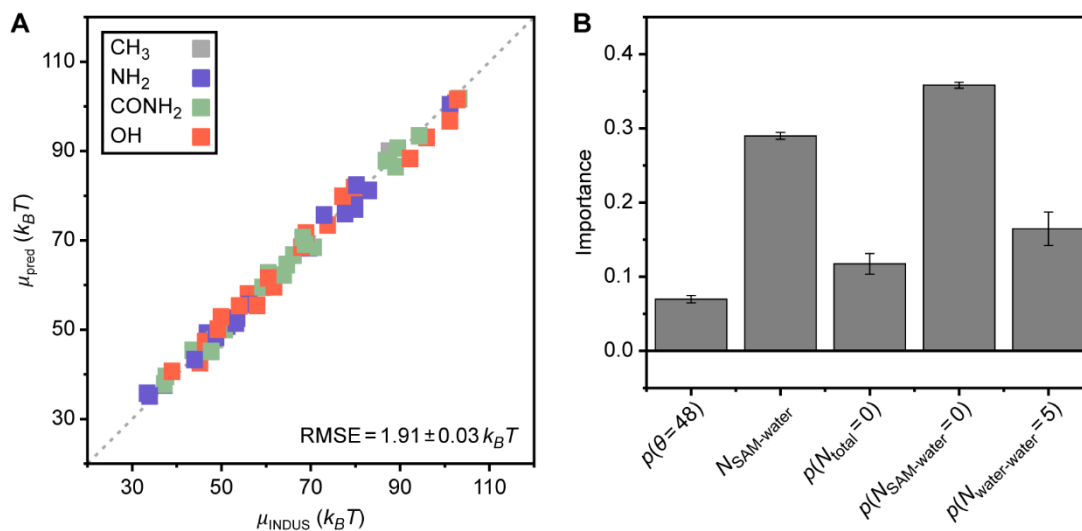 A
CH₃
NH₂
CONH₂
OH
110
90
70
50
30
μpred (kBT)
RMSE = 1.91 ± 0.03 kBT
30 50 70 90 110
μINDUS (kBT)
B
0.4
0.3
0.2
0.1
0.0
Importance
p(θ = 48)
NSAM-water
p(Ntotal = 0)
p(NSAM-water = 0)
p(Nwater-water = 5)